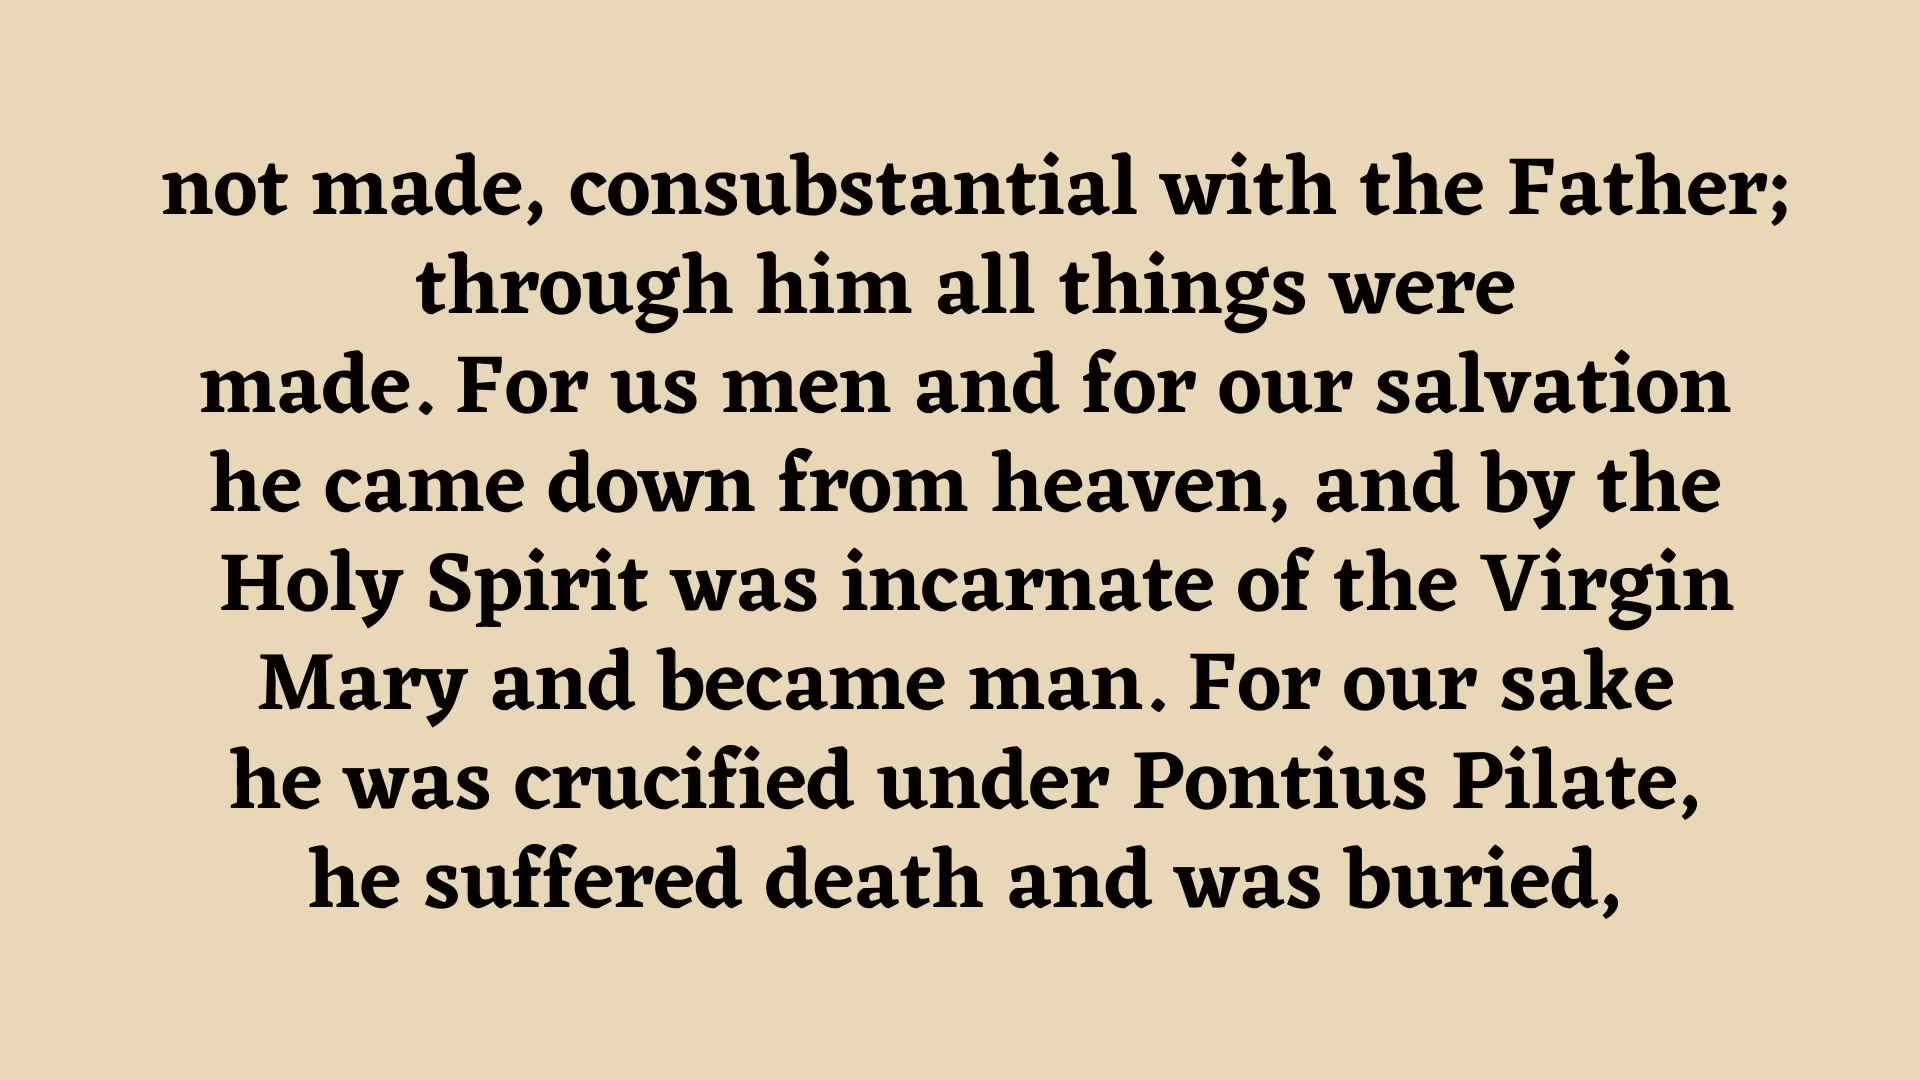 not made, consubstantial with the Father;
through him all things were
made. For us men and for our salvation
he came down from heaven, and by the
Holy Spirit was incarnate of the Virgin
Mary and became man. For our sake
he was crucified under Pontius Pilate,
he suffered death and was buried,